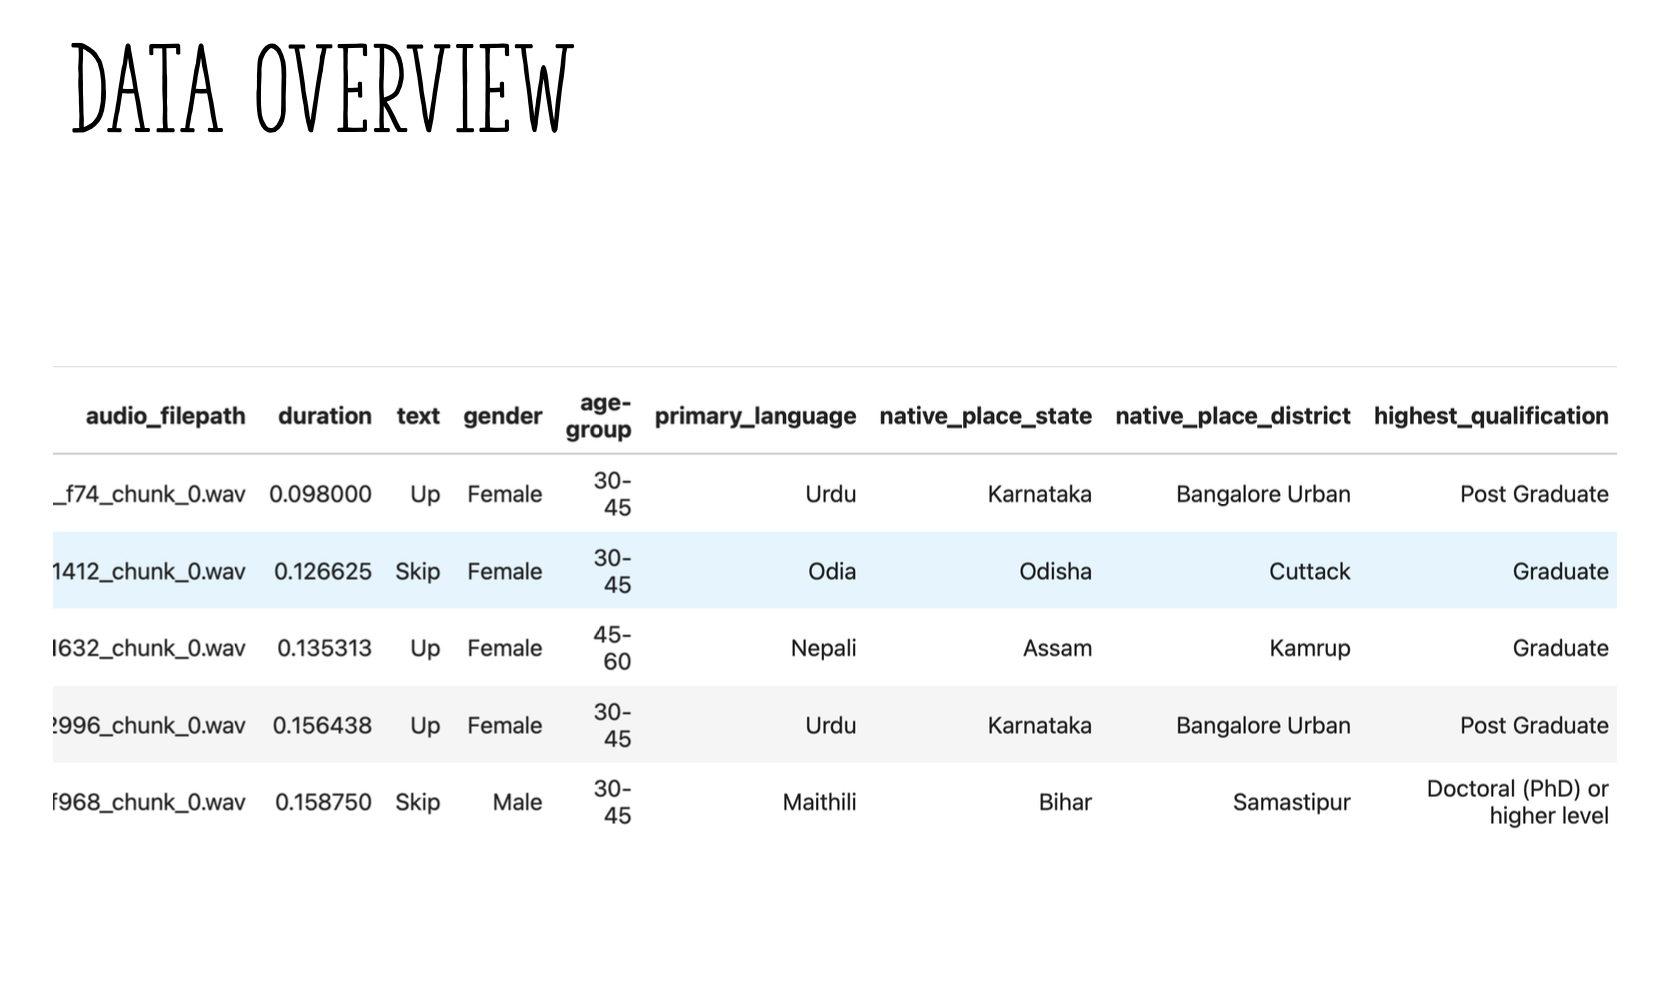 DATA OVERVIEW
audio_filepath duration text gender age-group primary_language native_place_state native_place_district highest_qualification
_f74_chunk_0.wav 0.098000 Up Female 30-45 Urdu Karnataka Bangalore Urban Post Graduate
1412_chunk_0.wav 0.126625 Skip Female 30-45 Odia Odisha Cuttack Graduate
632_chunk_0.wav 0.135313 Up Female 45-60 Nepali Assam Kamrup Graduate
2996_chunk_0.wav 0.156438 Up Female 30-45 Urdu Karnataka Bangalore Urban Post Graduate
f968_chunk_0.wav 0.158750 Skip Male 30-45 Maithili Bihar Samastipur Doctoral (PhD) or higher level